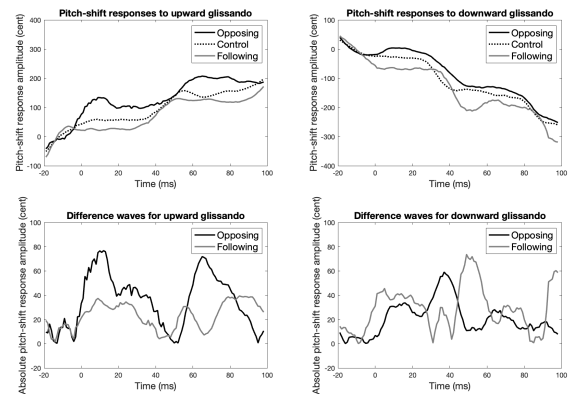 Pitch-shift responses to upward glissando
Pitch-shift response amplitude (cent)
400
300
200
100
0
-100
Opposing
Control
Following
-20 0 20 40 60 80 100
Time (ms)
Pitch-shift responses to downward glissando
Pitch-shift response amplitude (cent)
200
100
0
-100
-200
-300
-400
Opposing
Control
Following
-20 0 20 40 60 80 100
Time (ms)
Difference waves for upward glissando
Absolute pitch-shift response amplitude (cent)
100
80
60
40
20
0
-20
Opposing
Following
-20 0 20 40 60 80 100
Time (ms)
Difference waves for downward glissando
Absolute pitch-shift response amplitude (cent)
100
80
60
40
20
0
-20
Opposing
Following
-20 0 20 40 60 80 100
Time (ms)